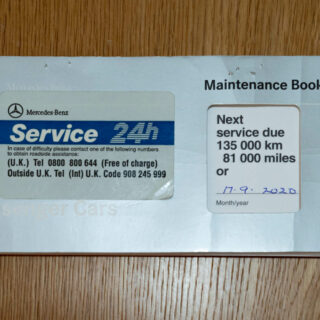 Maintenance Book
Mercedes-Benz
Service 24h
In case of difficulty please contact one of the following numbers
to obtain roadside assistance:
(U.K.) Tel 0800 800 644 (Free of charge)
Outside U.K. Tel (Int) U.K. Code 908 245 999
Cars
Next
service due
135 000 km
81 000 miles
or
17.9.2020
Month/year